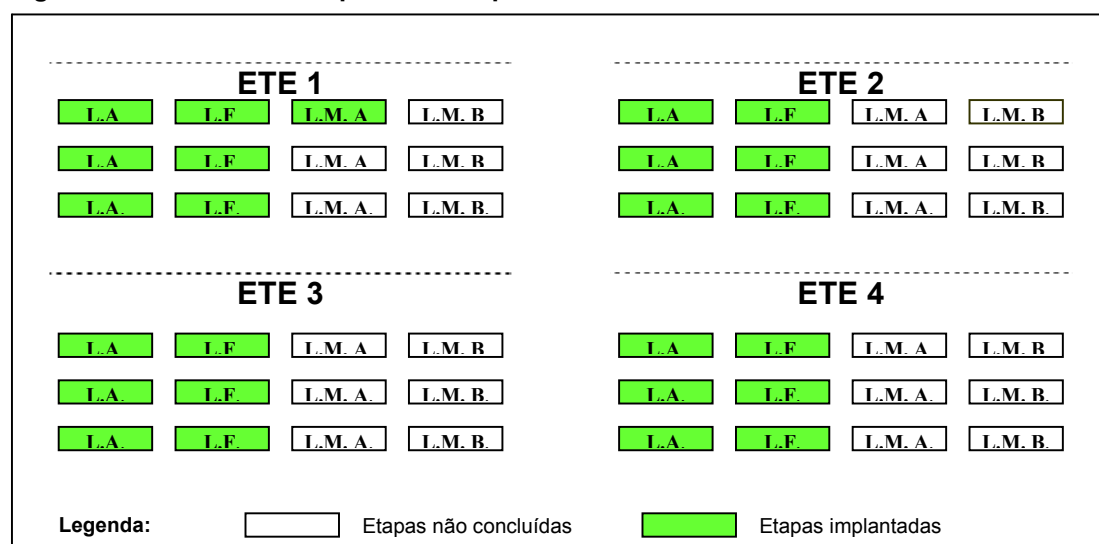 ETE 1
L.A L.F L.M. A L.M. B
L.A L.F L.M. A L.M. B
L.A. L.F. L.M. A. L.M. B.
ETE 2
L.A L.F L.M. A L.M. B
L.A L.F L.M. A L.M. B
L.A. L.F. L.M. A. L.M. B.
ETE 3
L.A L.F L.M. A L.M. B
L.A. L.F. L.M. A. L.M. B.
L.A. L.F. L.M. A. L.M. B.
ETE 4
L.A L.F L.M. A L.M. B
L.A. L.F. L.M. A. L.M. B.
L.A. L.F. L.M. A. L.M. B.
Legenda: Etapas não concluídas Etapas implantadas